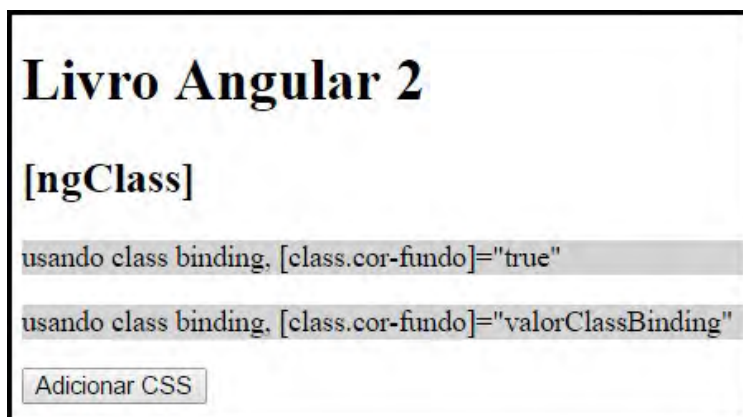 Livro Angular 2
[ngClass]
usando class binding, [class.cor-fundo]="true"
usando class binding, [class.cor-fundo]="valorClassBinding"
Adicionar CSS